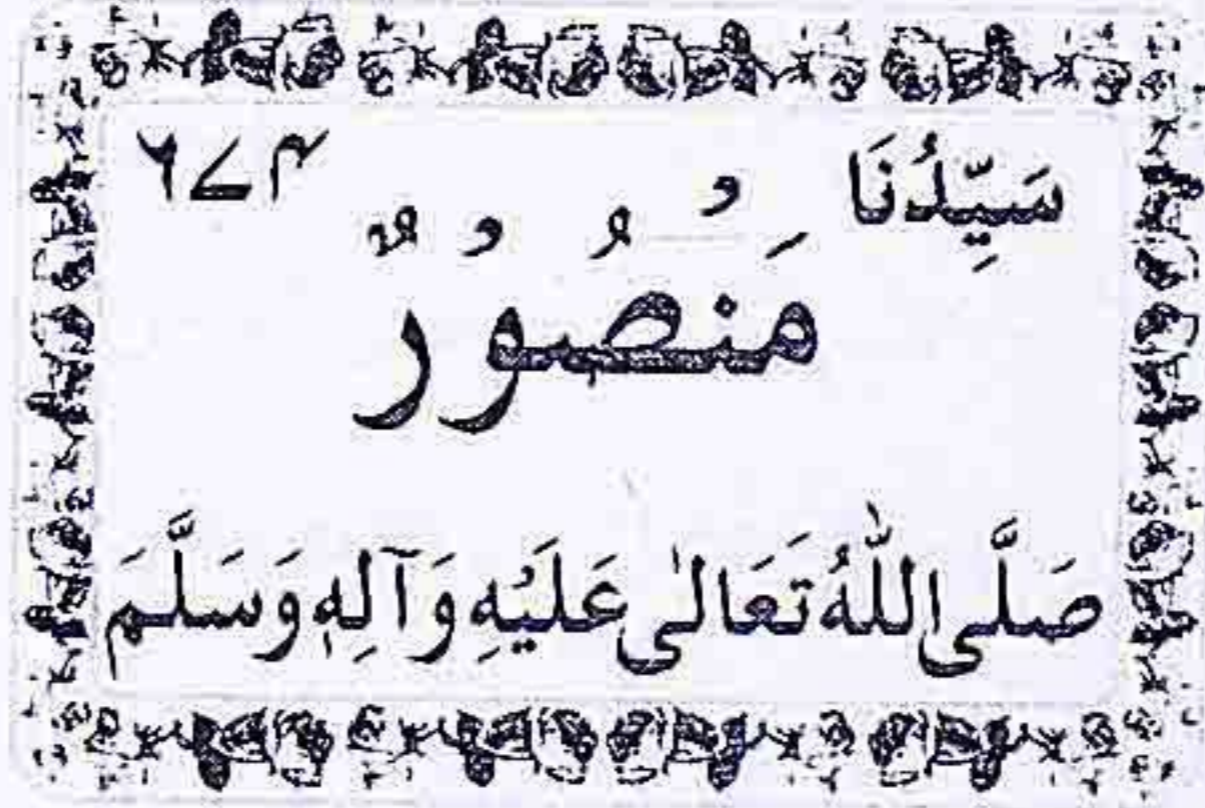 سَيِّدُنَا ۶۷۴
مَنْصُوْرٌ
صَلَّى اللّٰهُ تَعَالٰى عَلَيْهِ وَآلِهٖ وَسَلَّمَ